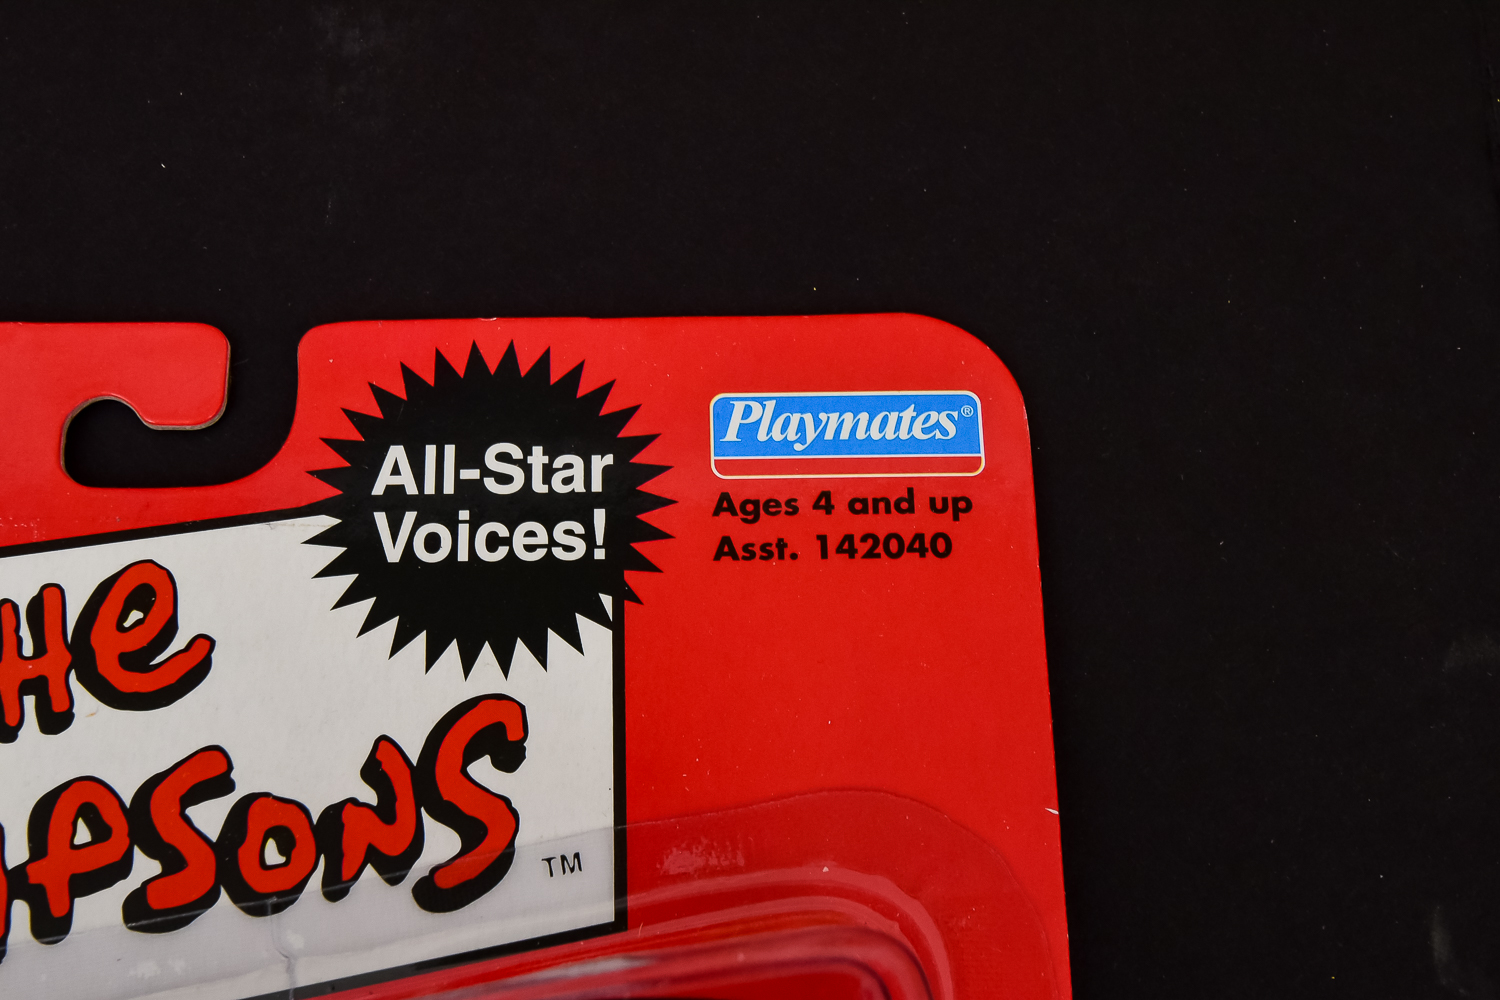 All-Star
Voices!
Playmates®
Ages 4 and up
Asst. 142040
HE
PSONS
TM